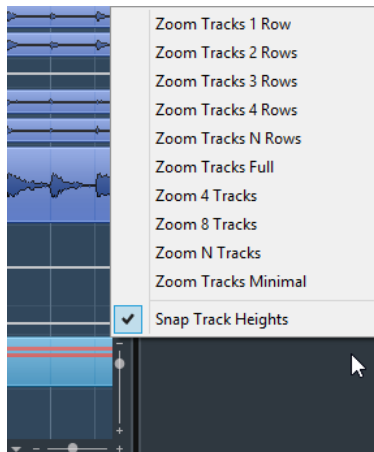 Zoom Tracks 1 Row
Zoom Tracks 2 Rows
Zoom Tracks 3 Rows
Zoom Tracks 4 Rows
Zoom Tracks N Rows
Zoom Tracks Full
Zoom 4 Tracks
Zoom 8 Tracks
Zoom N Tracks
Zoom Tracks Minimal
Snap Track Heights